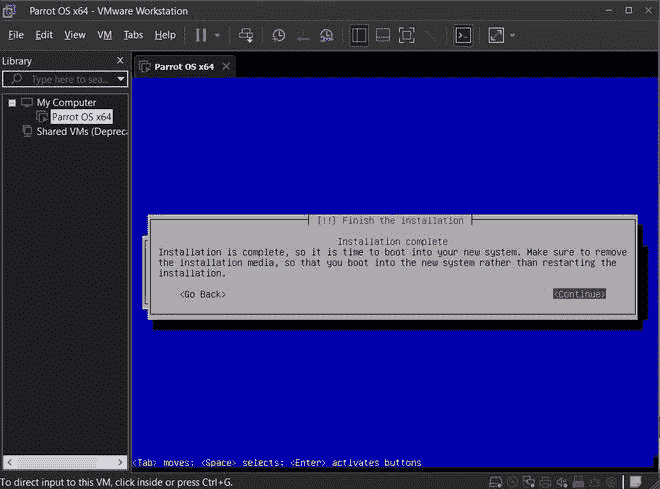 Parrot OS x64 - VMware Workstation
File Edit View VM Tabs Help
Library
Type here to sea...
My Computer
Parrot OS x64
Shared VMs (Depreca
Parrot OS x64
[!!] Finish the installation
Installation complete
Installation is complete, so it is time to boot into your new system. Make sure to remove
the installation media, so that you boot into the new system rather than restarting the
installation.
<Go Back> <Continue>
<Tab> moves; <Space> selects; <Enter> activates buttons
To direct input to this VM, click inside or press Ctrl+G.